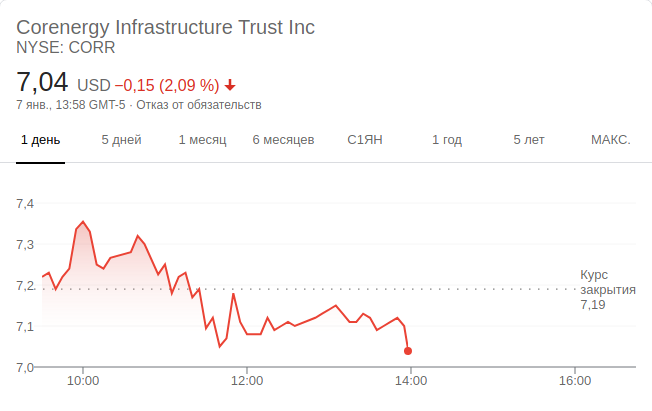 Corenergy Infrastructure Trust Inc
NYSE: CORR
7,04 USD −0,15 (2,09 %)
7 янв., 13:58 GMT-5 · Отказ от обязательств
1 день 5 дней 1 месяц 6 месяцев С1ЯН 1 год 5 лет МАКС.
7,4
7,3
7,2
7,1
7,0
Курс
закрытия
7,19
10:00 12:00 14:00 16:00